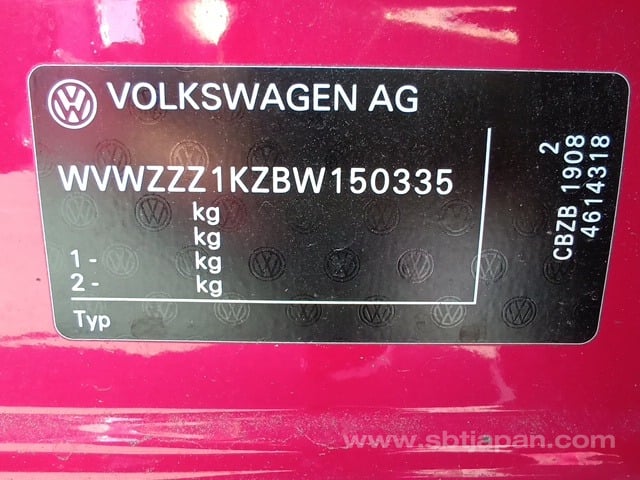 VOLKSWAGEN AG
WVWZZZ1KZBW150335
kg
kg
1 - kg
2 - kg
Typ
2
CBZB 1908
4614318
www.sbtjapan.com